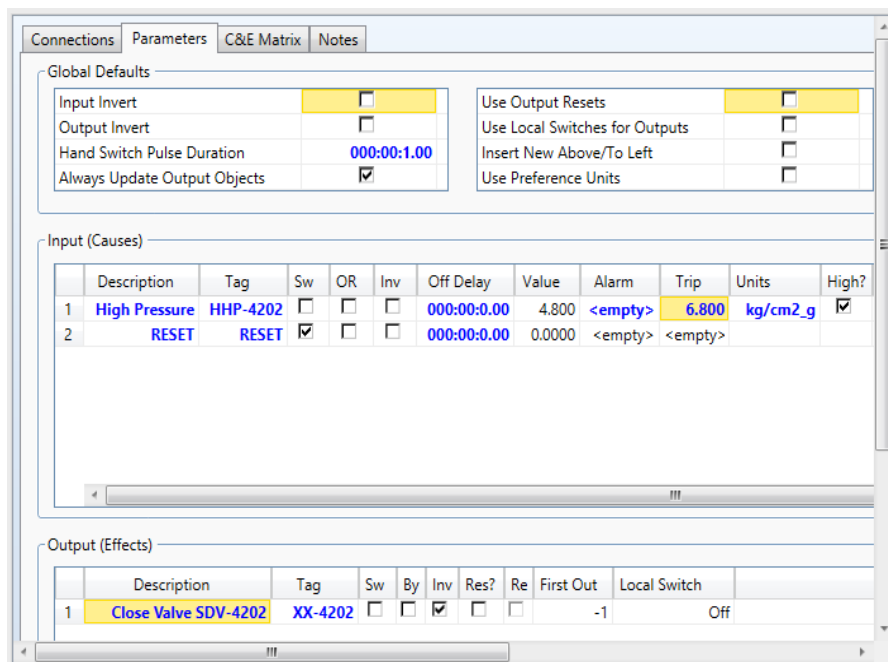 Connections Parameters C&E Matrix Notes
Global Defaults
Input Invert Use Output Resets
Output Invert Use Local Switches for Outputs
Hand Switch Pulse Duration 000:00:1.00 Insert New Above/To Left
Always Update Output Objects Use Preference Units
Input (Causes)
Description Tag Sw OR Inv Off Delay Value Alarm Trip Units High?
1 High Pressure HHP-4202 000:00:0.00 4.800 <empty> 6.800 kg/cm2_g
2 RESET RESET 000:00:0.00 0.0000 <empty> <empty>
Output (Effects)
Description Tag Sw By Inv Res? Re First Out Local Switch
1 Close Valve SDV-4202 XX-4202 -1 Off